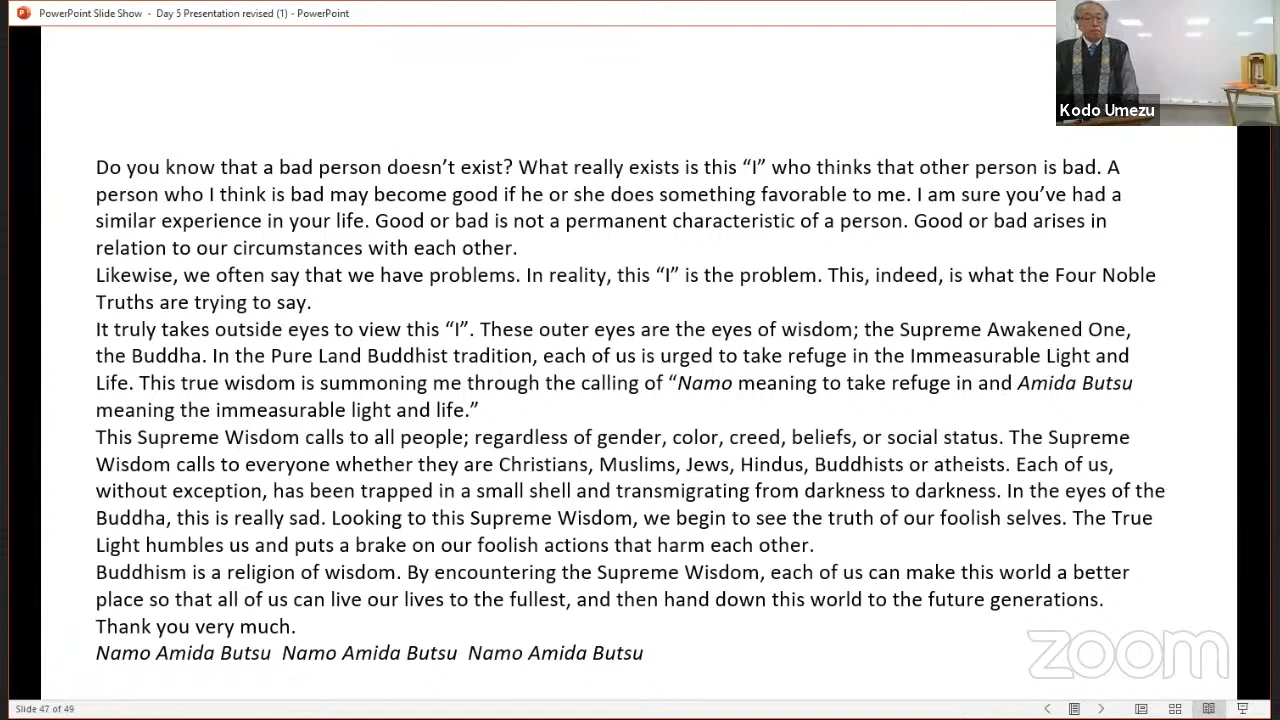 PowerPoint Slide Show - Day 5 Presentation revised (1) - PowerPoint
Kodo Umezu
Do you know that a bad person doesn’t exist? What really exists is this “I” who thinks that other person is bad. A
person who I think is bad may become good if he or she does something favorable to me. I am sure you’ve had a
similar experience in your life. Good or bad is not a permanent characteristic of a person. Good or bad arises in
relation to our circumstances with each other.
Likewise, we often say that we have problems. In reality, this “I” is the problem. This, indeed, is what the Four Noble
Truths are trying to say.
It truly takes outside eyes to view this “I”. These outer eyes are the eyes of wisdom; the Supreme Awakened One,
the Buddha. In the Pure Land Buddhist tradition, each of us is urged to take refuge in the Immeasurable Light and
Life. This true wisdom is summoning me through the calling of “Namo meaning to take refuge in and Amida Butsu
meaning the immeasurable light and life.”
This Supreme Wisdom calls to all people; regardless of gender, color, creed, beliefs, or social status. The Supreme
Wisdom calls to everyone whether they are Christians, Muslims, Jews, Hindus, Buddhists or atheists. Each of us,
without exception, has been trapped in a small shell and transmigrating from darkness to darkness. In the eyes of the
Buddha, this is really sad. Looking to this Supreme Wisdom, we begin to see the truth of our foolish selves. The True
Light humbles us and puts a brake on our foolish actions that harm each other.
Buddhism is a religion of wisdom. By encountering the Supreme Wisdom, each of us can make this world a better
place so that all of us can live our lives to the fullest, and then hand down this world to the future generations.
Thank you very much.
Namo Amida Butsu  Namo Amida Butsu  Namo Amida Butsu
zoom
Slide 47 of 49